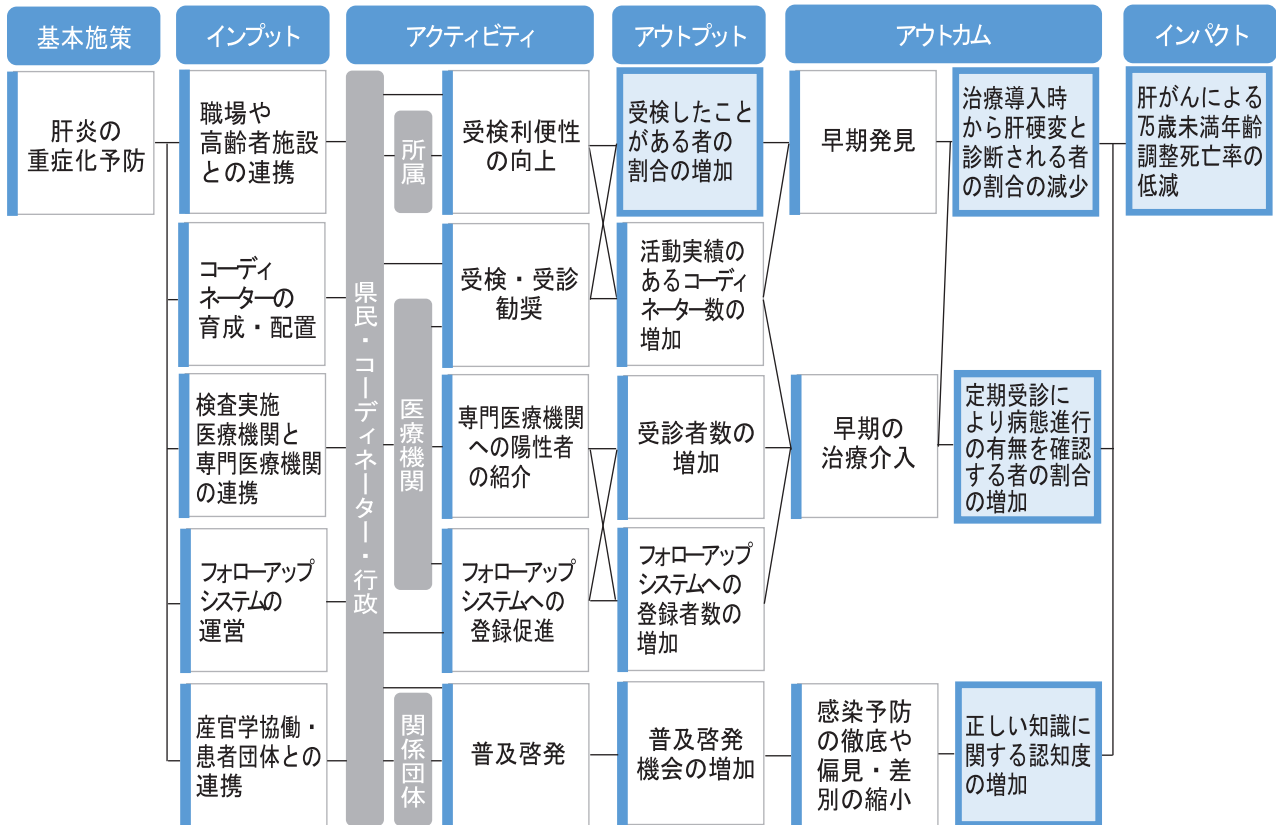 基本施策
インプット
アクティビティ
アウトプット
アウトカム
インパクト
肝炎の
重症化予防
職場や
高齢者施設
との連携
コーディ
ネーターの
育成・配置
検査実施
医療機関と
専門医療機関
の連携
フォローアップ
システムの
運営
産官学協働・
患者団体との
連携
県民・コーディネーター・行政
所属
医療機関
関係団体
受検利便性
の向上
受検・受診
勧奨
専門医療機関
への陽性者
の紹介
フォローアップ
システムへの
登録促進
普及啓発
受検したこと
がある者の
割合の増加
活動実績の
あるコーディ
ネーター数の
増加
受診者数の
増加
フォローアップ
システムへの
登録者数の
増加
普及啓発
機会の増加
早期発見
早期の
治療介入
感染予防
の徹底や
偏見・差
別の縮小
治療導入時
から肝硬変と
診断される者
の割合の減少
定期受診に
より病態進行
の有無を確認
する者の割合
の増加
正しい知識に
関する認知度
の増加
肝がんによる
75歳未満年齢
調整死亡率の
低減